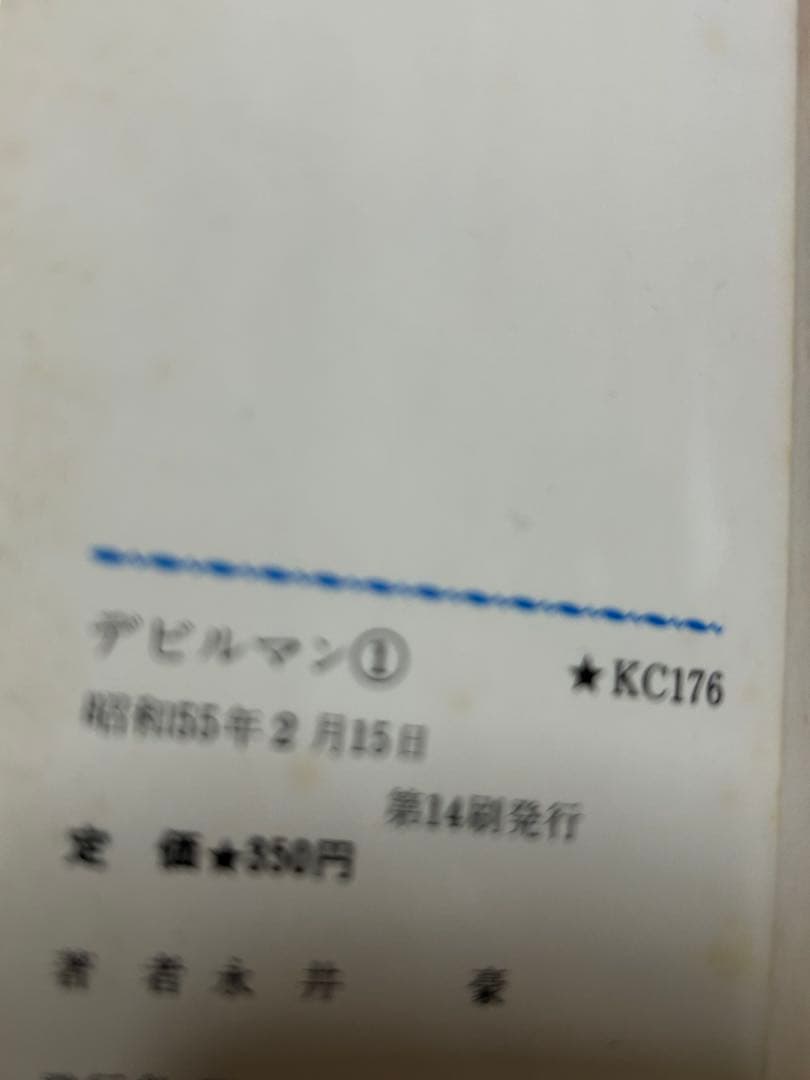 デビルマン① ★KC176
昭和55年2月15日
第14刷発行
定 価★350円
著 者 永 井 豪